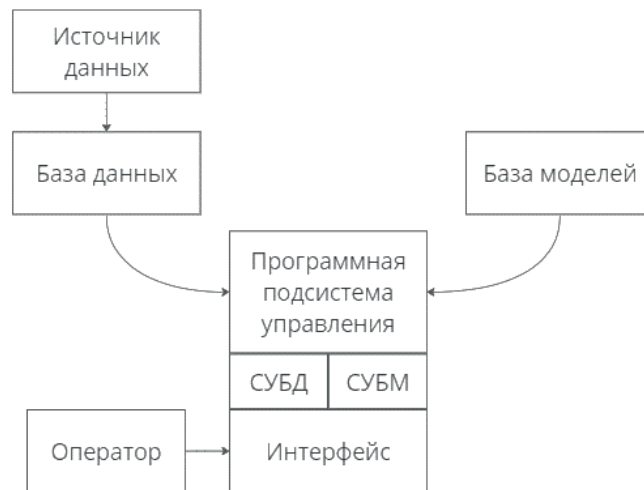 Источник
данных
База данных
База моделей
Программная
подсистема
управления
СУБД
СУБМ
Оператор
Интерфейс